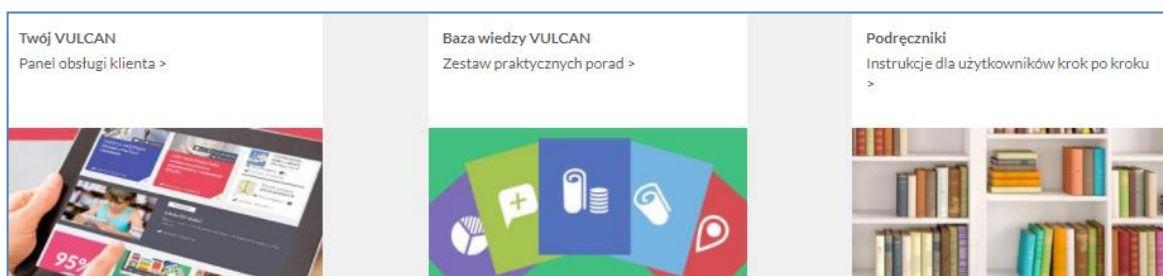 Twój VULCAN
Panel obsługi klienta >
Baza wiedzy VULCAN
Zestaw praktycznych porad >
Podręczniki
Instrukcje dla użytkowników krok po kroku
>
95%